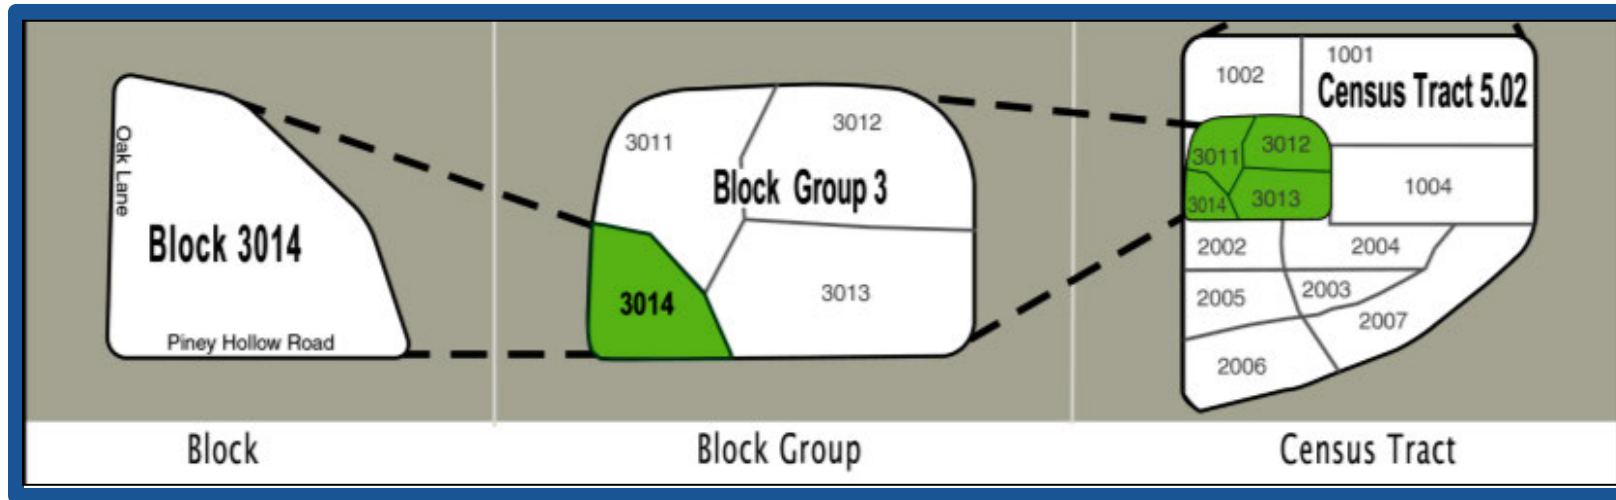 Oak Lane
Block 3014
Piney Hollow Road
Block
3011
3012
Block Group 3
3014
3013
Block Group
1002
1001
Census Tract 5.02
3011
3012
1004
3014
3013
2002
2004
2005
2003
2007
2006
Census Tract